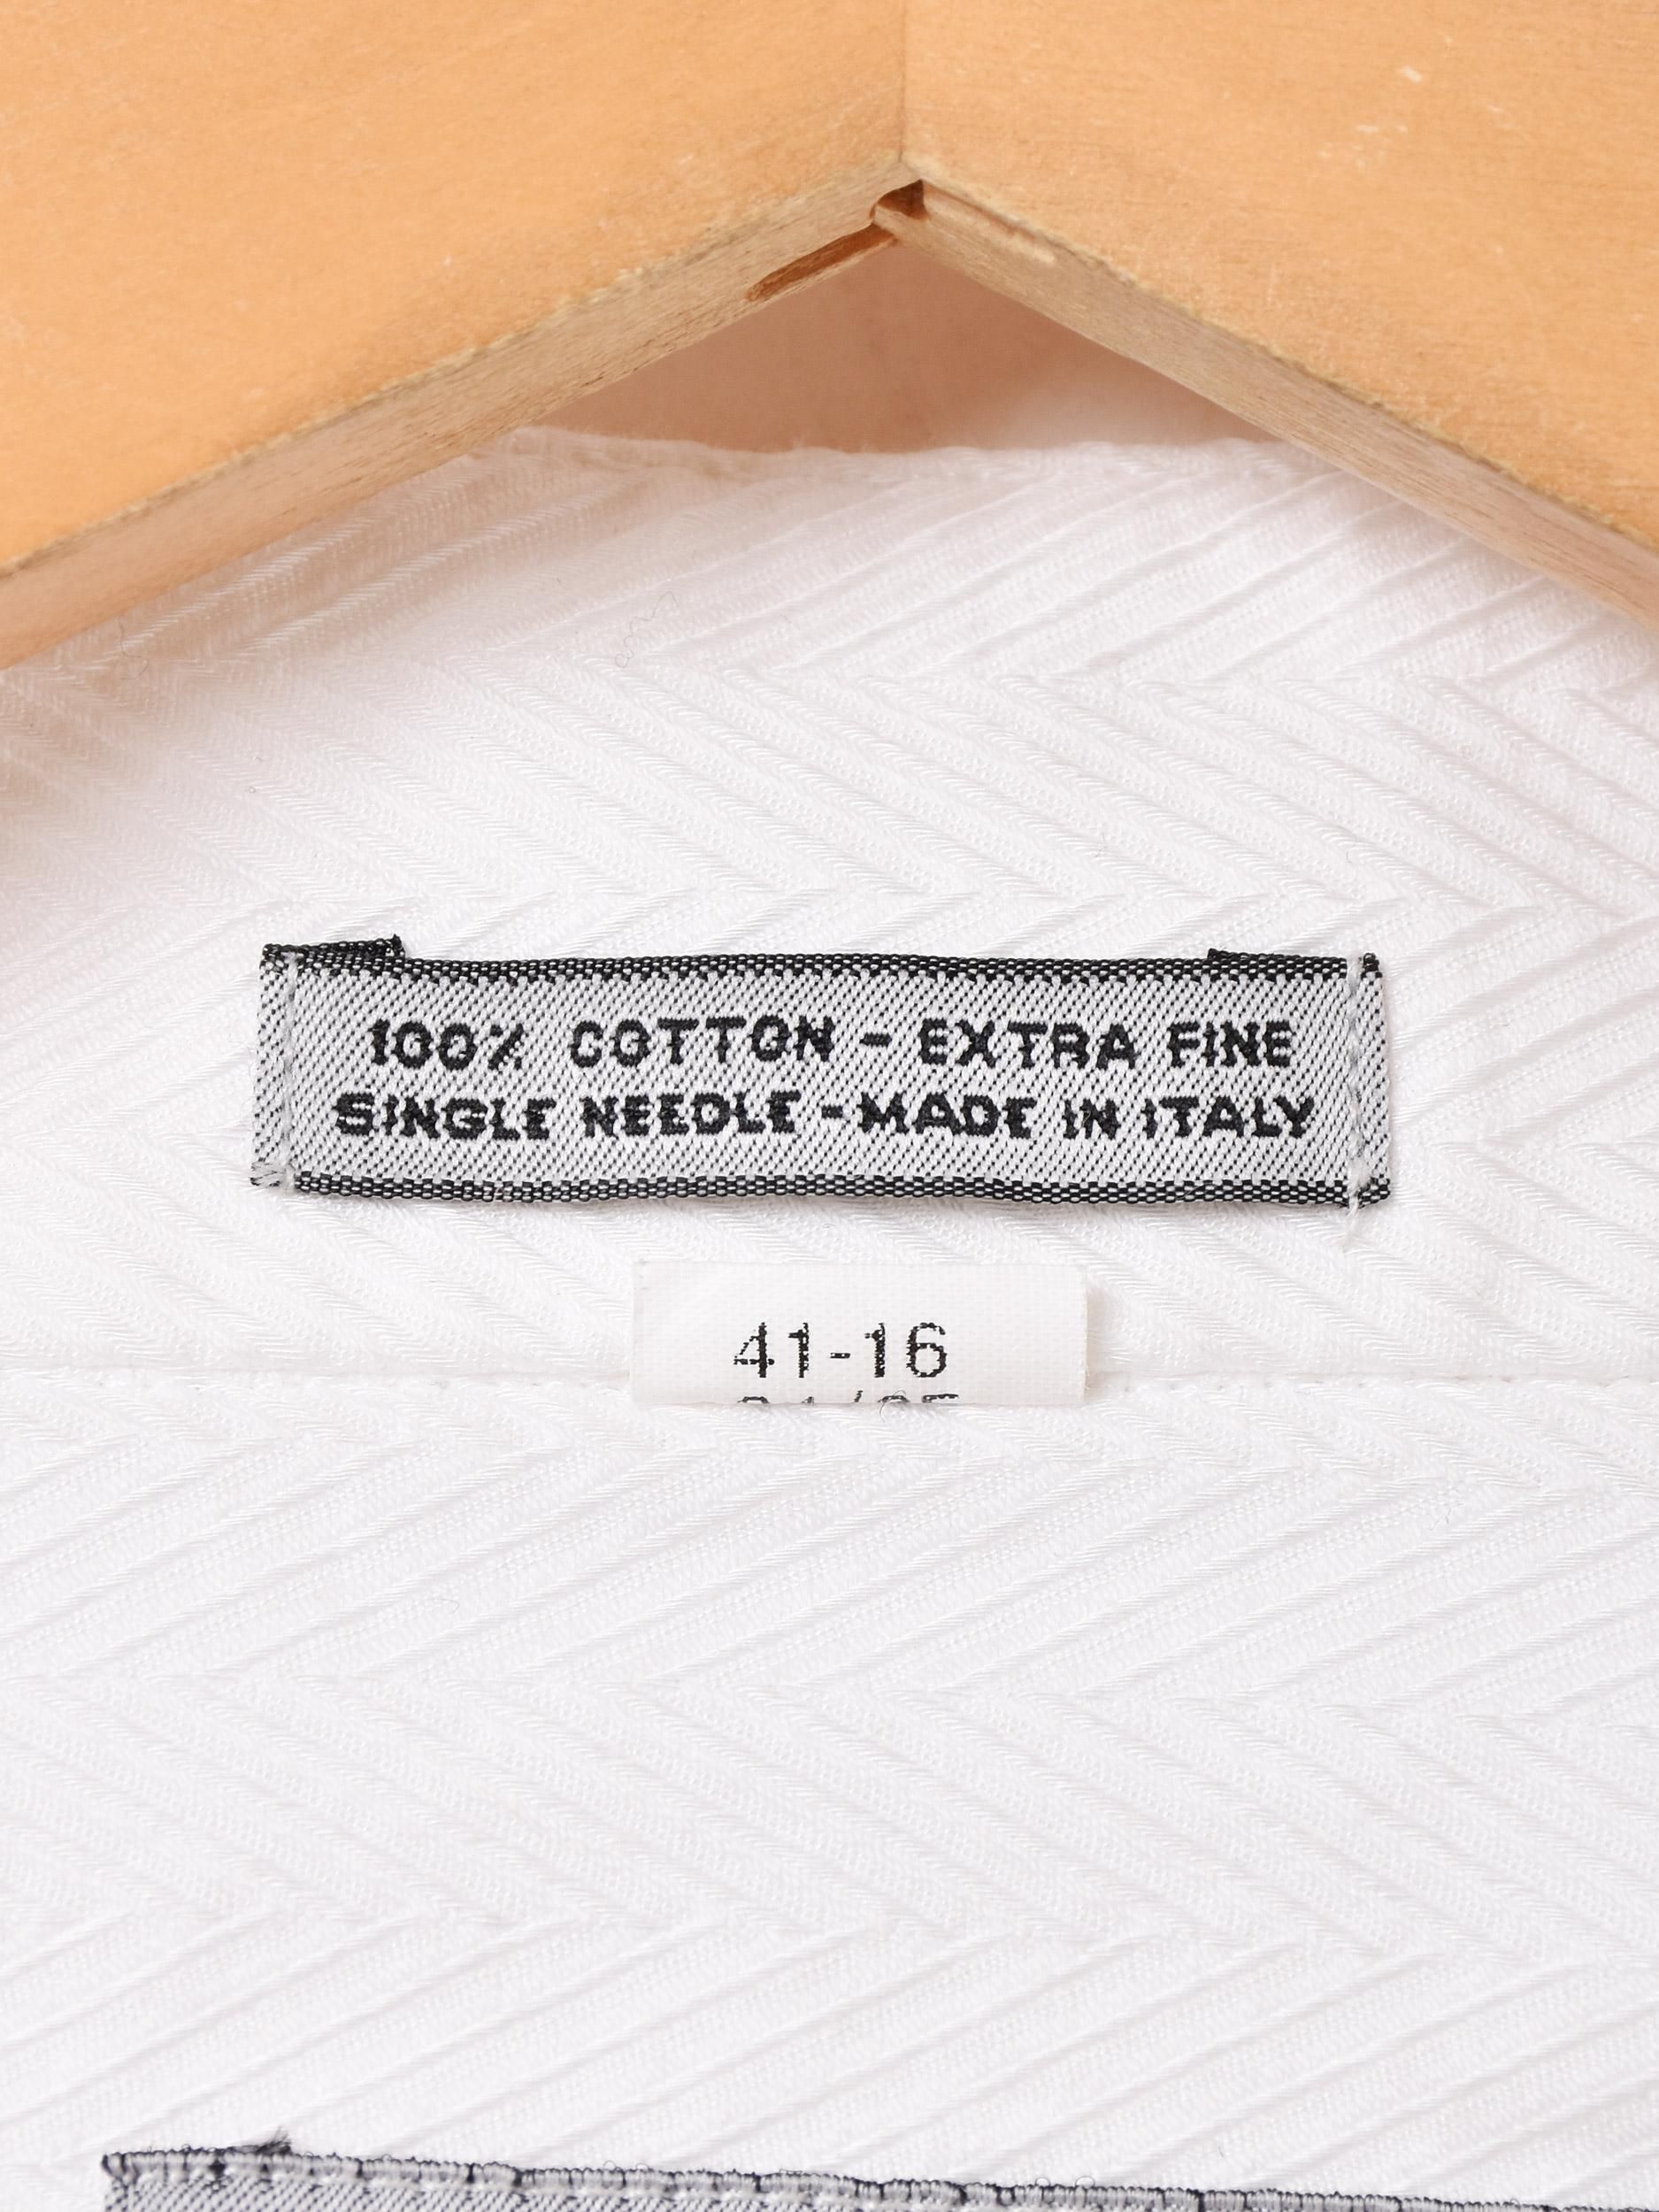 100% COTTON - EXTRA FINE
SINGLE NEEDLE - MADE IN ITALY
41-16